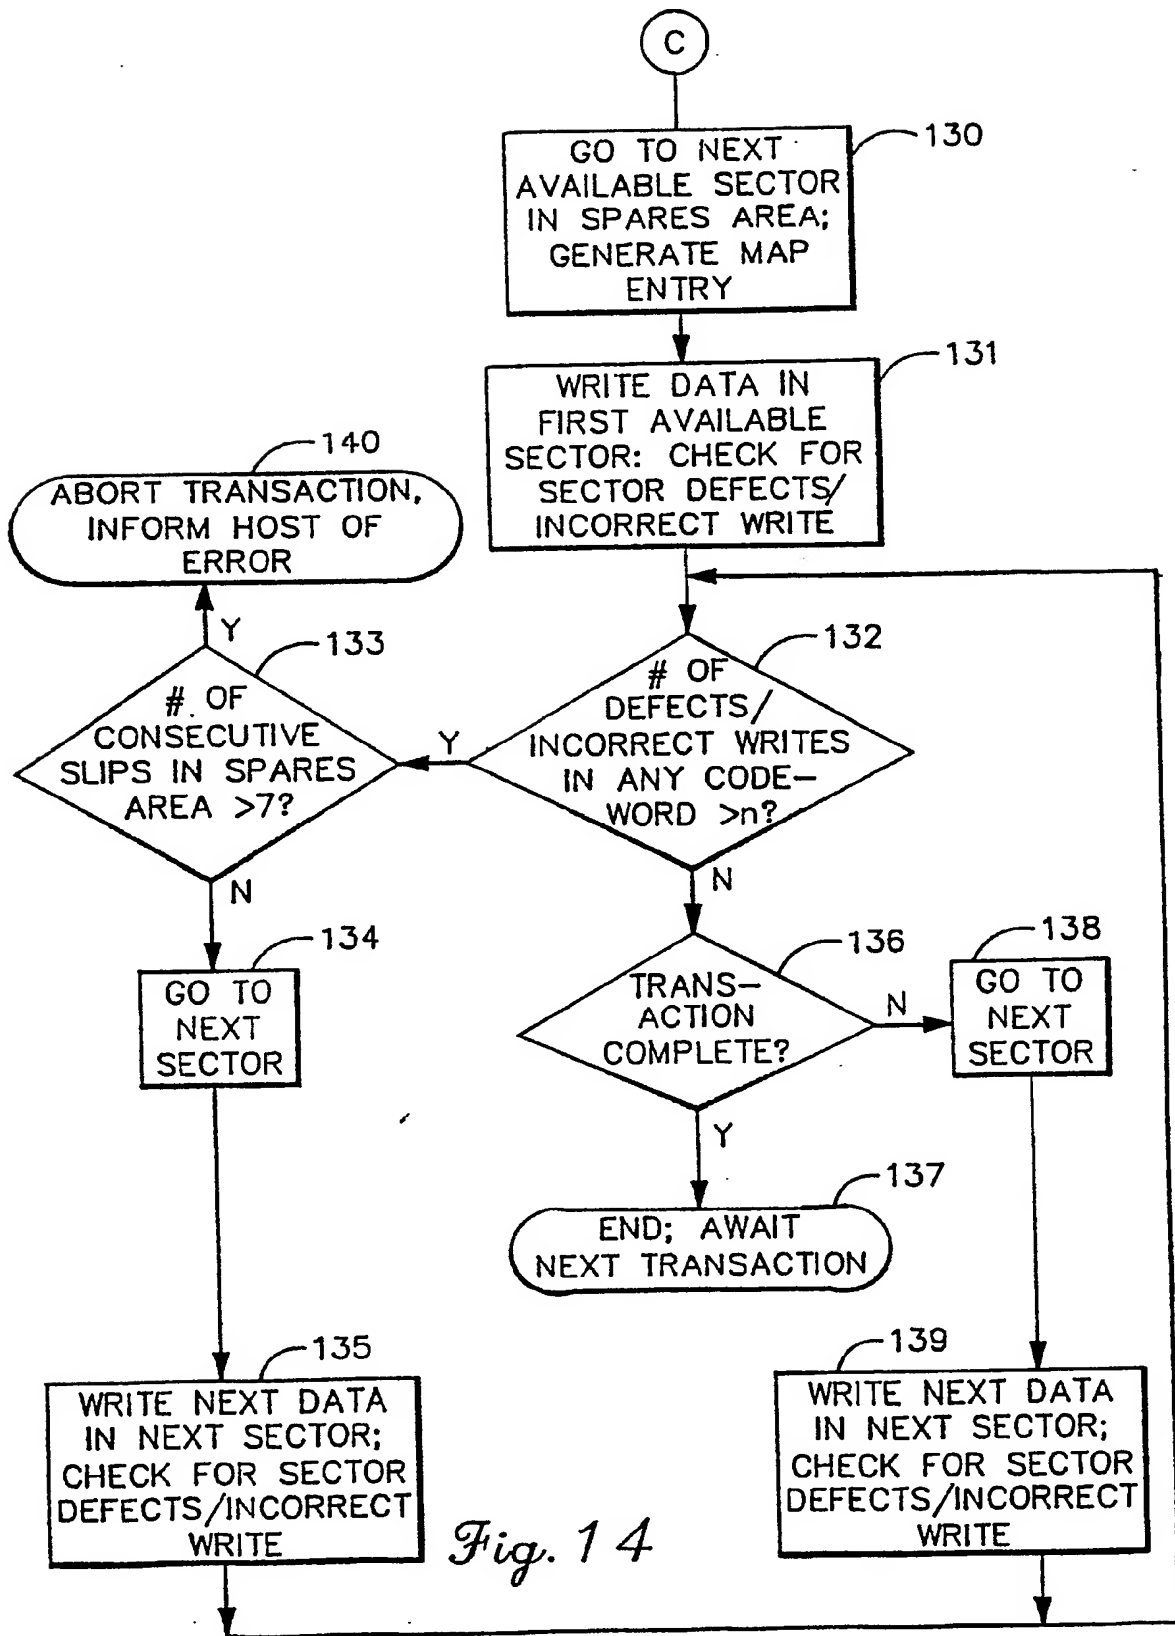 C
130
GO TO NEXT
AVAILABLE SECTOR
IN SPARES AREA;
GENERATE MAP
ENTRY
131
WRITE DATA IN
FIRST AVAILABLE
SECTOR: CHECK FOR
SECTOR DEFECTS/
INCORRECT WRITE
140
ABORT TRANSACTION,
INFORM HOST OF
ERROR
Y
133
# OF
CONSECUTIVE
SLIPS IN SPARES
AREA >7?
Y
132
# OF
DEFECTS/
INCORRECT WRITES
IN ANY CODE-
WORD >n?
N
N
134
GO TO
NEXT
SECTOR
136
TRANS-
ACTION
COMPLETE?
N
138
GO TO
NEXT
SECTOR
Y
137
END; AWAIT
NEXT TRANSACTION
135
WRITE NEXT DATA
IN NEXT SECTOR;
CHECK FOR SECTOR
DEFECTS/INCORRECT
WRITE
139
WRITE NEXT DATA
IN NEXT SECTOR;
CHECK FOR SECTOR
DEFECTS/INCORRECT
WRITE
Fig. 14